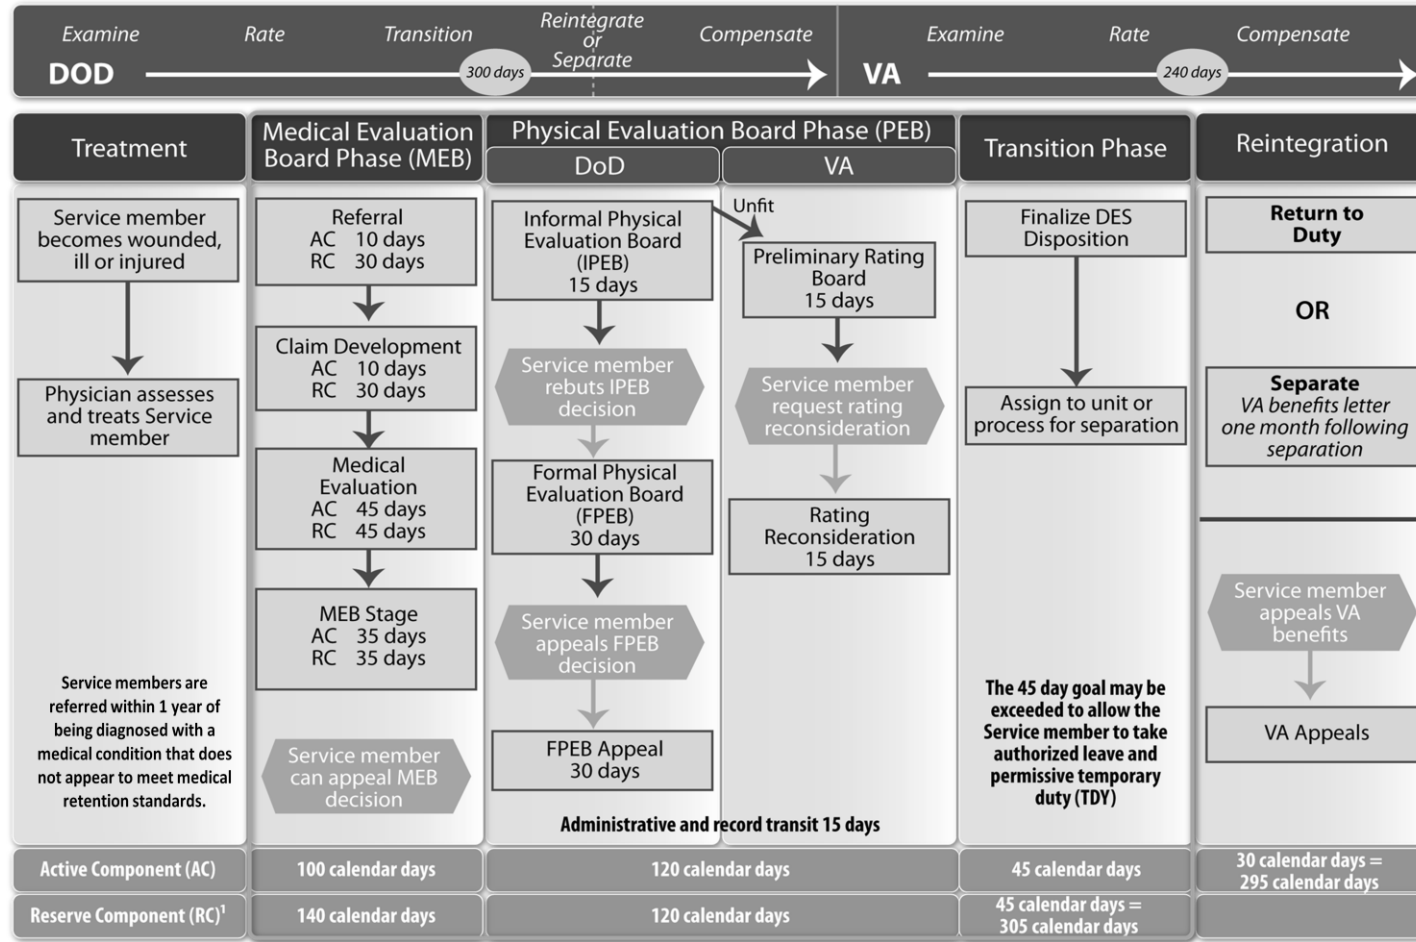 Examine
Rate
Transition
Reintegrate
or
Separate
Compensate
DOD
300 days
Examine
Rate
Compensate
VA
240 days
Treatment
Service member
becomes wounded,
ill or injured
Physician assesses
and treats Service
member
Service members are
referred within 1 year of
being diagnosed with a
medical condition that does
not appear to meet medical
retention standards.
Medical Evaluation
Board Phase (MEB)
Referral
AC 10 days
RC 30 days
Claim Development
AC 10 days
RC 30 days
Medical
Evaluation
AC 45 days
RC 45 days
MEB Stage
AC 35 days
RC 35 days
Service member
can appeal MEB
decision
Physical Evaluation Board Phase (PEB)
DoD
Informal Physical
Evaluation Board
(IPEB)
15 days
Service member
rebuts IPEB
decision
Formal Physical
Evaluation Board
(FPEB)
30 days
Service member
appeals FPEB
decision
FPEB Appeal
30 days
VA
Unfit
Preliminary Rating
Board
15 days
Service member
request rating
reconsideration
Rating
Reconsideration
15 days
Administrative and record transit 15 days
Transition Phase
Finalize DES
Disposition
Assign to unit or
process for separation
The 45 day goal may be
exceeded to allow the
Service member to take
authorized leave and
permissive temporary
duty (TDY)
Reintegration
Return to
Duty
OR
Separate
VA benefits letter
one month following
separation
Service member
appeals VA
benefits
VA Appeals
Active Component (AC)
100 calendar days
120 calendar days
45 calendar days
30 calendar days =
295 calendar days
Reserve Component (RC)¹
140 calendar days
120 calendar days
45 calendar days =
305 calendar days